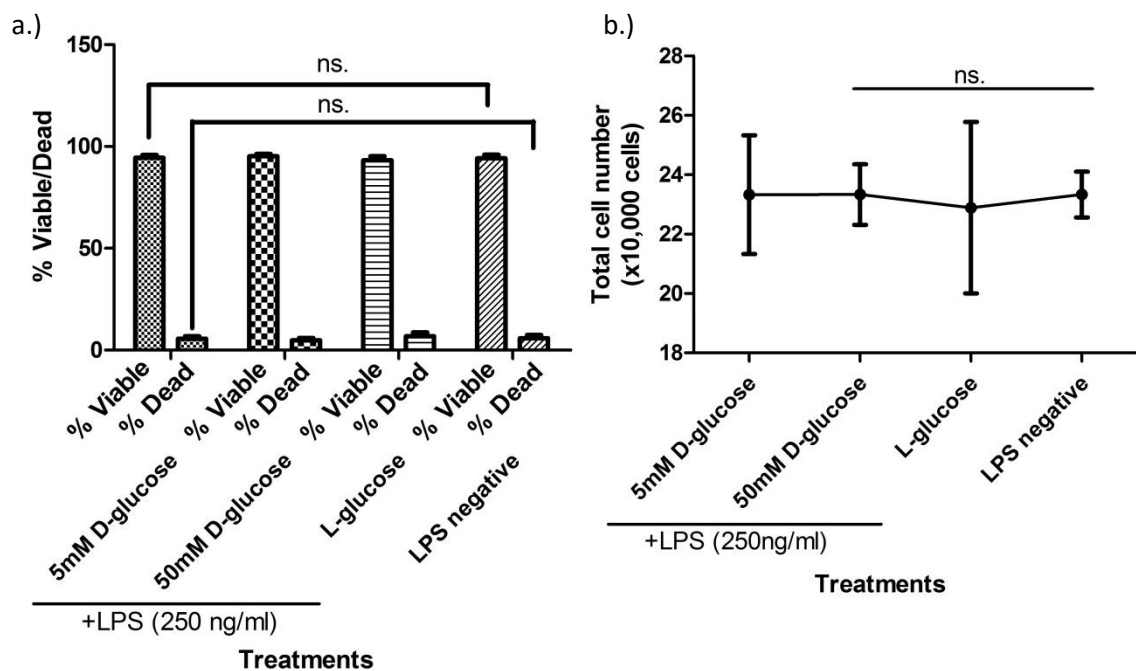 a.)
150
100
50
0
% Viable/Dead
ns.
ns.
% Viable
% Dead
% Viable
% Dead
% Viable
% Dead
% Viable
% Dead
5mM D-glucose
50mM D-glucose
L-glucose
LPS negative
+LPS (250 ng/ml)
Treatments
b.)
28
26
24
22
20
18
Total cell number
(x10,000 cells)
ns.
5mM D-glucose
50mM D-glucose
L-glucose
LPS negative
+LPS (250ng/ml)
Treatments